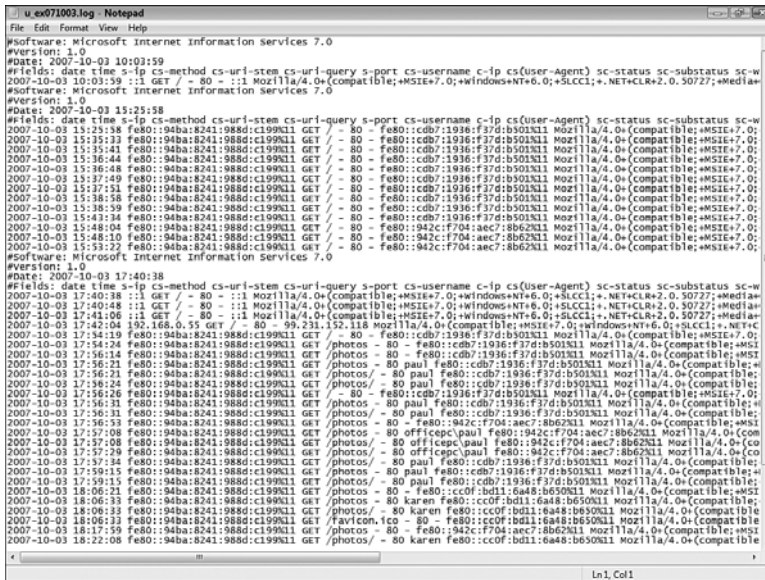 u_ex071003.log - Notepad
File Edit Format View Help
#Software: Microsoft Internet Information Services 7.0
#Version: 1.0
#Date: 2007-10-03 10:03:59
#Fields: date time s-ip cs-method cs-uri-stem cs-uri-query s-port cs-username c-ip cs(User-Agent) sc-status sc-substatus sc-w
2007-10-03 10:03:59 ::1 GET / - 80 - ::1 Mozilla/4.0+(compatible;+MSIE+7.0;+Windows+NT+6.0;+SLCC1;+.NET+CLR+2.0.50727;+Media+
#Software: Microsoft Internet Information Services 7.0
#Version: 1.0
#Date: 2007-10-03 15:25:58
#Fields: date time s-ip cs-method cs-uri-stem cs-uri-query s-port cs-username c-ip cs(User-Agent) sc-status sc-substatus sc-w
2007-10-03 15:25:58 fe80::94ba:8241:988d:c199%11 GET / - 80 - fe80::cdb7:1936:f37d:b501%11 Mozilla/4.0+(compatible;+MSIE+7.0;
2007-10-03 15:35:33 fe80::94ba:8241:988d:c199%11 GET / - 80 - fe80::cdb7:1936:f37d:b501%11 Mozilla/4.0+(compatible;+MSIE+7.0;
2007-10-03 15:35:41 fe80::94ba:8241:988d:c199%11 GET / - 80 - fe80::cdb7:1936:f37d:b501%11 Mozilla/4.0+(compatible;+MSIE+7.0;
2007-10-03 15:36:44 fe80::94ba:8241:988d:c199%11 GET / - 80 - fe80::cdb7:1936:f37d:b501%11 Mozilla/4.0+(compatible;+MSIE+7.0;
2007-10-03 15:36:48 fe80::94ba:8241:988d:c199%11 GET / - 80 - fe80::cdb7:1936:f37d:b501%11 Mozilla/4.0+(compatible;+MSIE+7.0;
2007-10-03 15:37:49 fe80::94ba:8241:988d:c199%11 GET / - 80 - fe80::cdb7:1936:f37d:b501%11 Mozilla/4.0+(compatible;+MSIE+7.0;
2007-10-03 15:37:51 fe80::94ba:8241:988d:c199%11 GET / - 80 - fe80::cdb7:1936:f37d:b501%11 Mozilla/4.0+(compatible;+MSIE+7.0;
2007-10-03 15:38:58 fe80::94ba:8241:988d:c199%11 GET / - 80 - fe80::cdb7:1936:f37d:b501%11 Mozilla/4.0+(compatible;+MSIE+7.0;
2007-10-03 15:38:59 fe80::94ba:8241:988d:c199%11 GET / - 80 - fe80::cdb7:1936:f37d:b501%11 Mozilla/4.0+(compatible;+MSIE+7.0;
2007-10-03 15:43:34 fe80::94ba:8241:988d:c199%11 GET / - 80 - fe80::cdb7:1936:f37d:b501%11 Mozilla/4.0+(compatible;+MSIE+7.0;
2007-10-03 15:48:04 fe80::94ba:8241:988d:c199%11 GET / - 80 - fe80::942c:f704:aec7:8b62%11 Mozilla/4.0+(compatible;+MSIE+7.0;
2007-10-03 15:48:10 fe80::94ba:8241:988d:c199%11 GET / - 80 - fe80::942c:f704:aec7:8b62%11 Mozilla/4.0+(compatible;+MSIE+7.0;
2007-10-03 15:53:22 fe80::94ba:8241:988d:c199%11 GET / - 80 - fe80::942c:f704:aec7:8b62%11 Mozilla/4.0+(compatible;+MSIE+7.0;
#Software: Microsoft Internet Information Services 7.0
#Version: 1.0
#Date: 2007-10-03 17:40:38
#Fields: date time s-ip cs-method cs-uri-stem cs-uri-query s-port cs-username c-ip cs(User-Agent) sc-status sc-substatus sc-w
2007-10-03 17:40:38 ::1 GET / - 80 - ::1 Mozilla/4.0+(compatible;+MSIE+7.0;+Windows+NT+6.0;+SLCC1;+.NET+CLR+2.0.50727;+Media+
2007-10-03 17:40:48 ::1 GET / - 80 - ::1 Mozilla/4.0+(compatible;+MSIE+7.0;+Windows+NT+6.0;+SLCC1;+.NET+CLR+2.0.50727;+Media+
2007-10-03 17:41:06 ::1 GET / - 80 - ::1 Mozilla/4.0+(compatible;+MSIE+7.0;+Windows+NT+6.0;+SLCC1;+.NET+CLR+2.0.50727;+Media+
2007-10-03 17:42:04 192.168.0.55 GET / - 80 - 99.231.152.118 Mozilla/4.0+(compatible;+MSIE+7.0;+Windows+NT+6.0;+SLCC1;+.NET+C
2007-10-03 17:54:19 fe80::94ba:8241:988d:c199%11 GET / - 80 - fe80::cdb7:1936:f37d:b501%11 Mozilla/4.0+(compatible;+MSIE+7.0;
2007-10-03 17:54:24 fe80::94ba:8241:988d:c199%11 GET /photos - 80 - fe80::cdb7:1936:f37d:b501%11 Mozilla/4.0+(compatible;+MSI
2007-10-03 17:56:14 fe80::94ba:8241:988d:c199%11 GET /photos - 80 - fe80::cdb7:1936:f37d:b501%11 Mozilla/4.0+(compatible;+MSI
2007-10-03 17:56:21 fe80::94ba:8241:988d:c199%11 GET /photos - 80 paul fe80::cdb7:1936:f37d:b501%11 Mozilla/4.0+(compatible;+
2007-10-03 17:56:21 fe80::94ba:8241:988d:c199%11 GET /photos/ - 80 paul fe80::cdb7:1936:f37d:b501%11 Mozilla/4.0+(compatible;
2007-10-03 17:56:24 fe80::94ba:8241:988d:c199%11 GET /photos/ - 80 paul fe80::cdb7:1936:f37d:b501%11 Mozilla/4.0+(compatible;
2007-10-03 17:56:26 fe80::94ba:8241:988d:c199%11 GET / - 80 - fe80::cdb7:1936:f37d:b501%11 Mozilla/4.0+(compatible;+MSIE+7.0;
2007-10-03 17:56:31 fe80::94ba:8241:988d:c199%11 GET /photos - 80 paul fe80::cdb7:1936:f37d:b501%11 Mozilla/4.0+(compatible;+
2007-10-03 17:56:31 fe80::94ba:8241:988d:c199%11 GET /photos/ - 80 paul fe80::cdb7:1936:f37d:b501%11 Mozilla/4.0+(compatible;
2007-10-03 17:56:53 fe80::94ba:8241:988d:c199%11 GET /photos - 80 - fe80::942c:f704:aec7:8b62%11 Mozilla/4.0+(compatible;+MSI
2007-10-03 17:57:08 fe80::94ba:8241:988d:c199%11 GET /photos - 80 officepc\paul fe80::942c:f704:aec7:8b62%11 Mozilla/4.0+(com
2007-10-03 17:57:08 fe80::94ba:8241:988d:c199%11 GET /photos/ - 80 officepc\paul fe80::942c:f704:aec7:8b62%11 Mozilla/4.0+(co
2007-10-03 17:57:29 fe80::94ba:8241:988d:c199%11 GET /photos/ - 80 officepc\paul fe80::942c:f704:aec7:8b62%11 Mozilla/4.0+(co
2007-10-03 17:57:34 fe80::94ba:8241:988d:c199%11 GET /photos/ - 80 paul fe80::cdb7:1936:f37d:b501%11 Mozilla/4.0+(compatible;
2007-10-03 17:59:15 fe80::94ba:8241:988d:c199%11 GET /photos - 80 paul fe80::cdb7:1936:f37d:b501%11 Mozilla/4.0+(compatible;+
2007-10-03 17:59:15 fe80::94ba:8241:988d:c199%11 GET /photos/ - 80 paul fe80::cdb7:1936:f37d:b501%11 Mozilla/4.0+(compatible;
2007-10-03 18:06:21 fe80::94ba:8241:988d:c199%11 GET /photos - 80 - fe80::cc0f:bd11:6a48:b650%11 Mozilla/4.0+(compatible;+MSI
2007-10-03 18:06:33 fe80::94ba:8241:988d:c199%11 GET /photos - 80 karen fe80::cc0f:bd11:6a48:b650%11 Mozilla/4.0+(compatible;
2007-10-03 18:06:33 fe80::94ba:8241:988d:c199%11 GET /photos/ - 80 karen fe80::cc0f:bd11:6a48:b650%11 Mozilla/4.0+(compatible
2007-10-03 18:06:33 fe80::94ba:8241:988d:c199%11 GET /favicon.ico - 80 - fe80::cc0f:bd11:6a48:b650%11 Mozilla/4.0+(compatible
2007-10-03 18:17:59 fe80::94ba:8241:988d:c199%11 GET /photos - 80 - fe80::942c:f704:aec7:8b62%11 Mozilla/4.0+(compatible;+MSI
2007-10-03 18:22:08 fe80::94ba:8241:988d:c199%11 GET /photos/ - 80 karen fe80::cc0f:bd11:6a48:b650%11 Mozilla/4.0+(compatible
Ln 1, Col 1